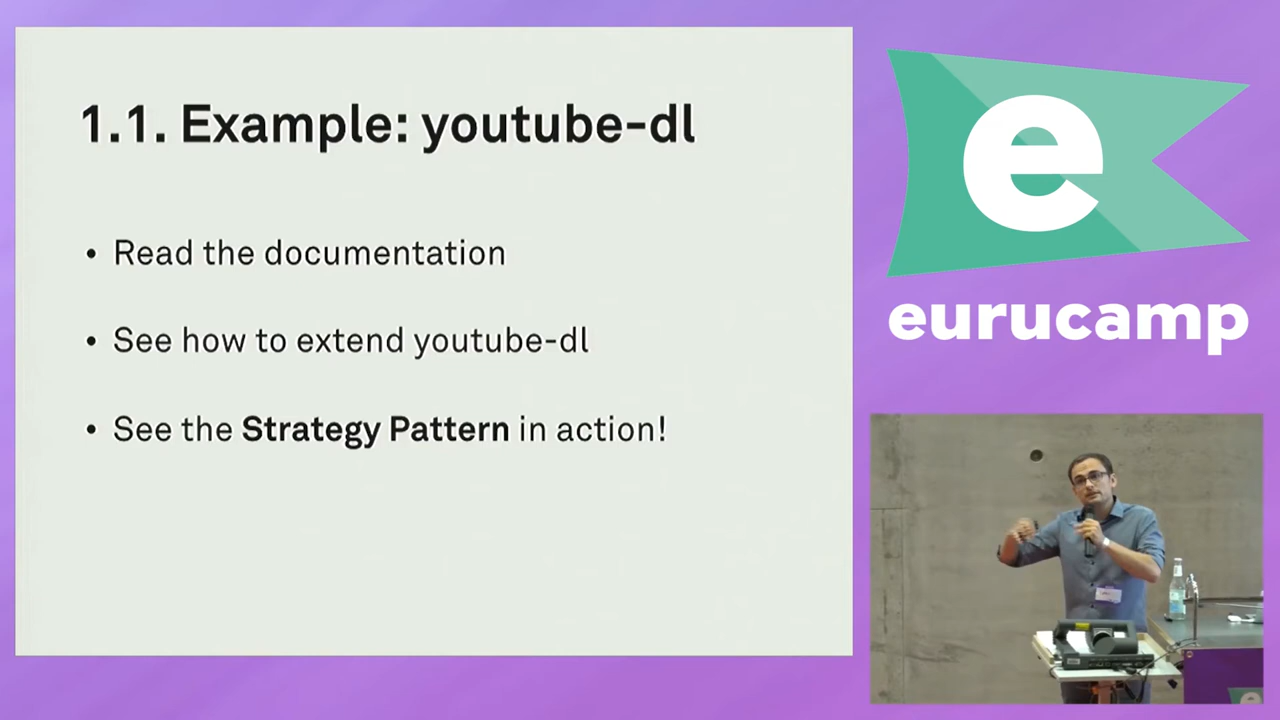 1.1. Example: youtube-dl
• Read the documentation
• See how to extend youtube-dl
• See the Strategy Pattern in action!
e
eurucamp